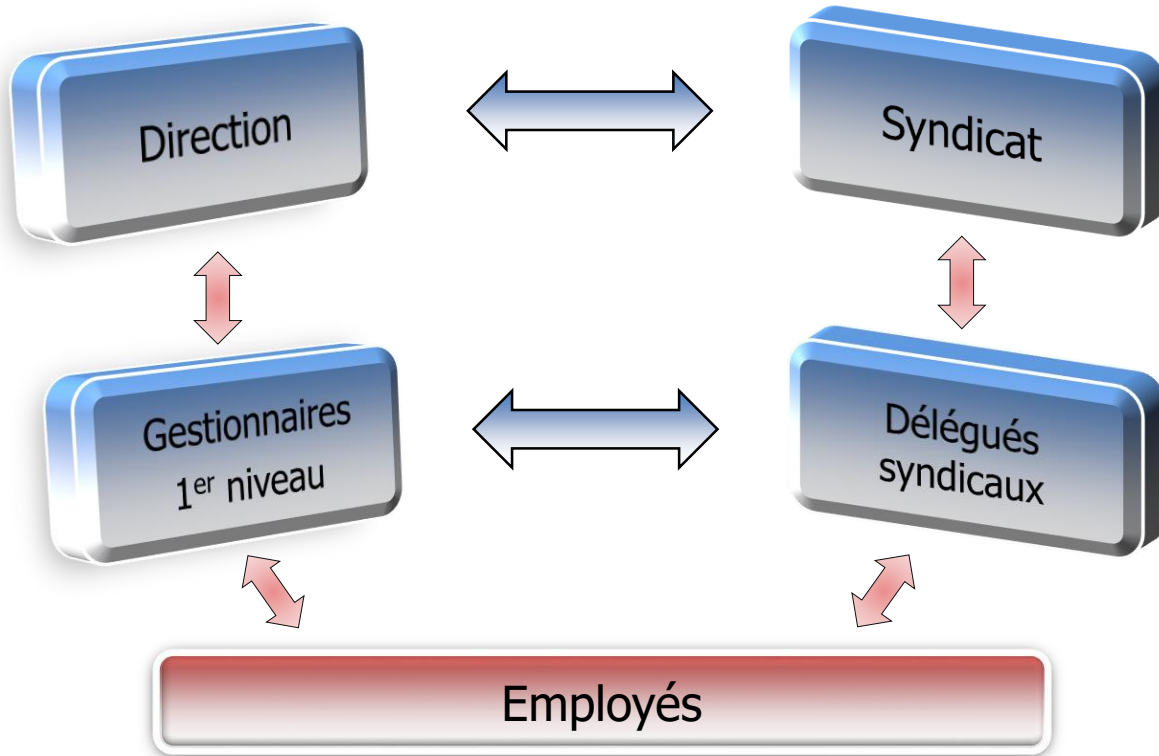 Direction
Syndicat
Gestionnaires
1er niveau
Délégués
syndicaux
Employés